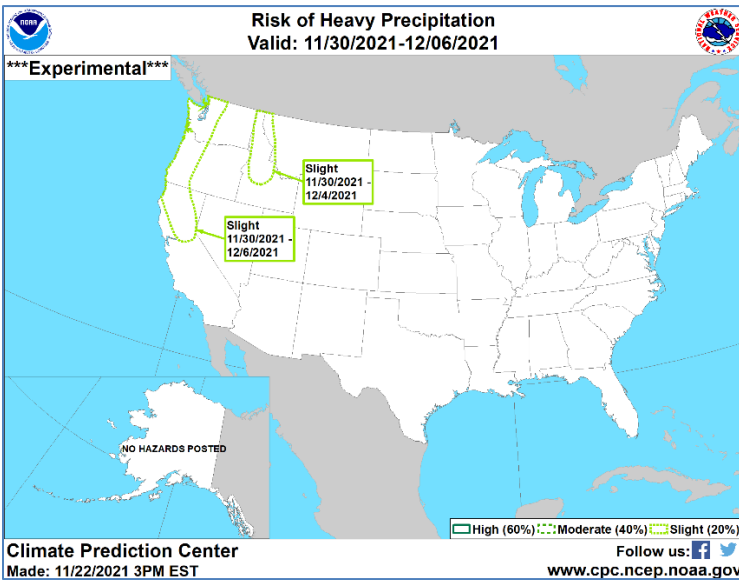 Risk of Heavy Precipitation
Valid: 11/30/2021-12/06/2021
NOAA
***Experimental***
Slight
11/30/2021 -
12/4/2021
Slight
11/30/2021 -
12/6/2021
NO HAZARDS POSTED
High (60%) Moderate (40%) Slight (20%)
Climate Prediction Center
Made: 11/22/2021 3PM EST
Follow us:
www.cpc.ncep.noaa.gov